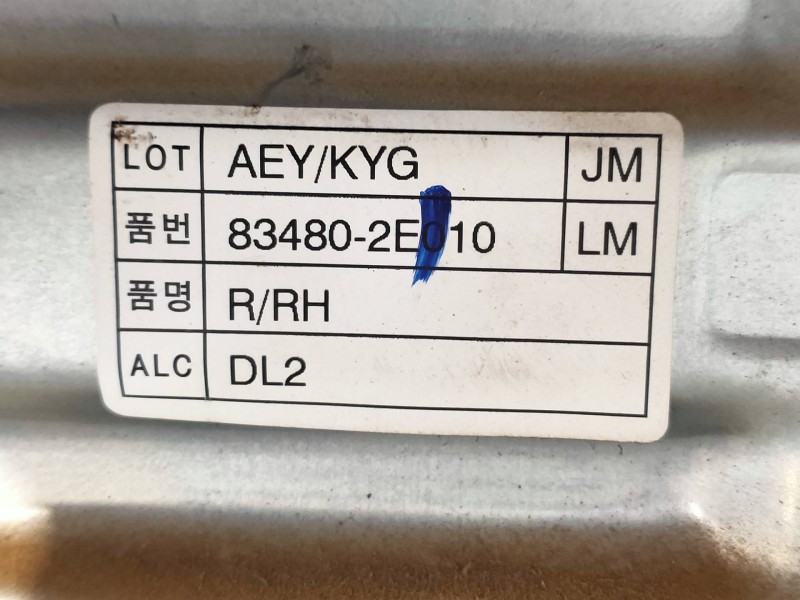 LOT AEY/KYG JM
품번 83480-2E010 LM
품명 R/RH
ALC DL2